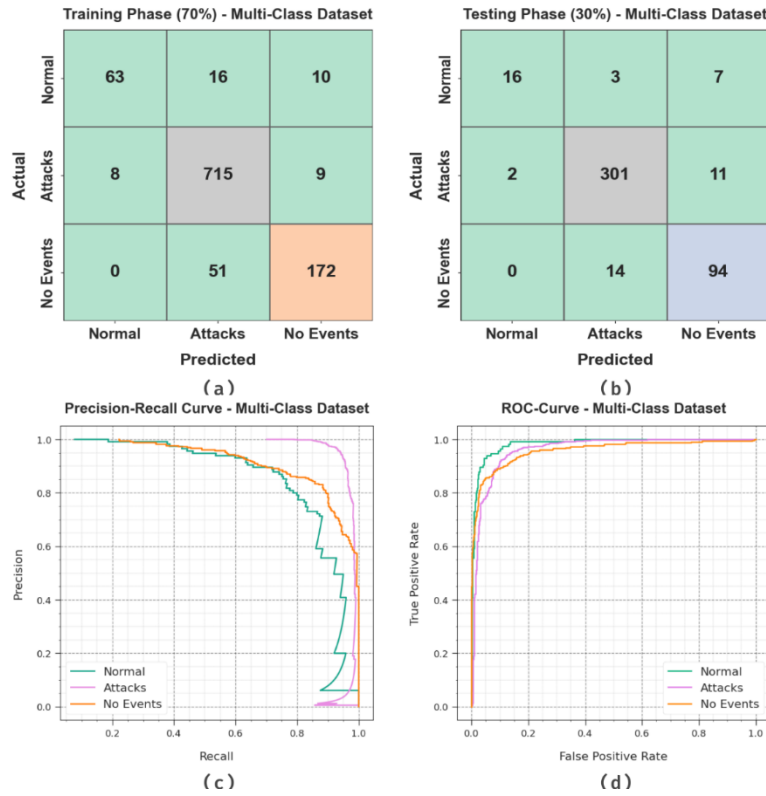 Training Phase (70%) - Multi-Class Dataset
Actual
Normal
Attacks
No Events
63 16 10
8 715 9
0 51 172
Normal Attacks No Events
Predicted
(a)
Testing Phase (30%) - Multi-Class Dataset
Actual
Normal
Attacks
No Events
16 3 7
2 301 11
0 14 94
Normal Attacks No Events
Predicted
(b)
Precision-Recall Curve - Multi-Class Dataset
Precision
1.0
0.8
0.6
0.4
0.2
0.0
Normal
Attacks
No Events
0.2 0.4 0.6 0.8 1.0
Recall
(c)
ROC-Curve - Multi-Class Dataset
True Positive Rate
1.0
0.8
0.6
0.4
0.2
0.0
Normal
Attacks
No Events
0.0 0.2 0.4 0.6 0.8 1.0
False Positive Rate
(d)